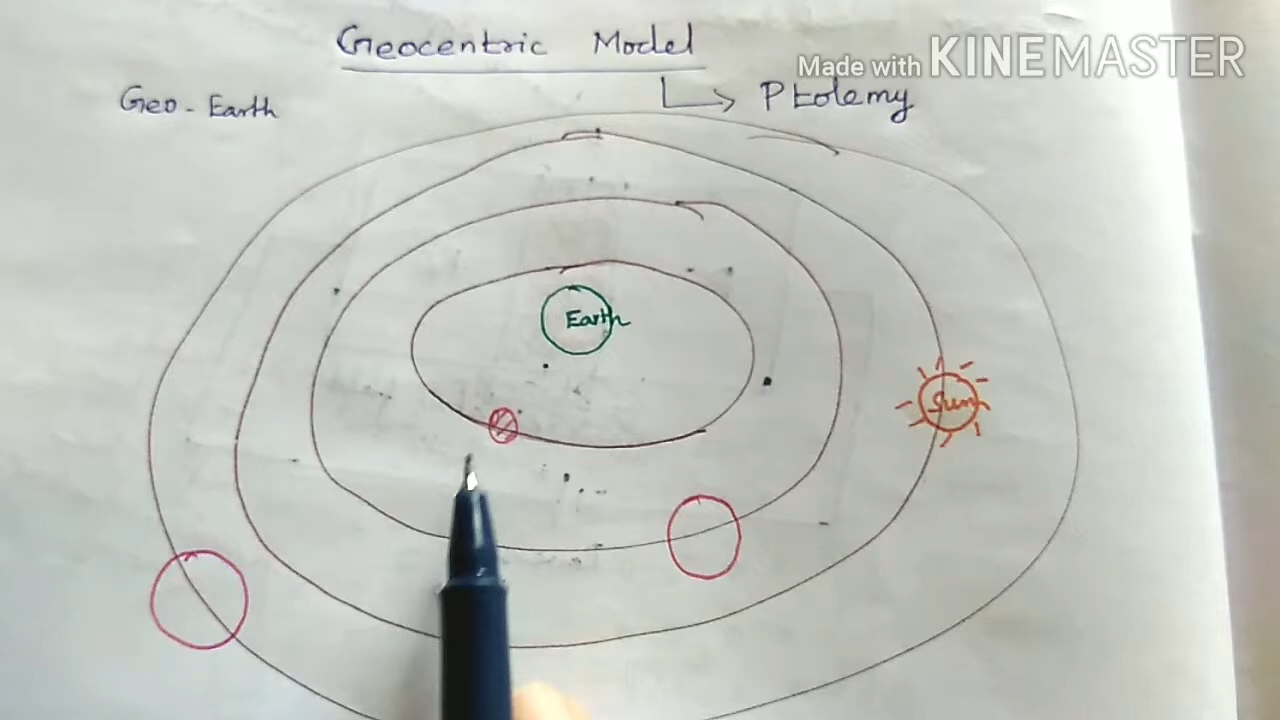 Geocentric Model
Made with KINEMASTER
Geo - Earth
Ptolemy
Earth
Sun